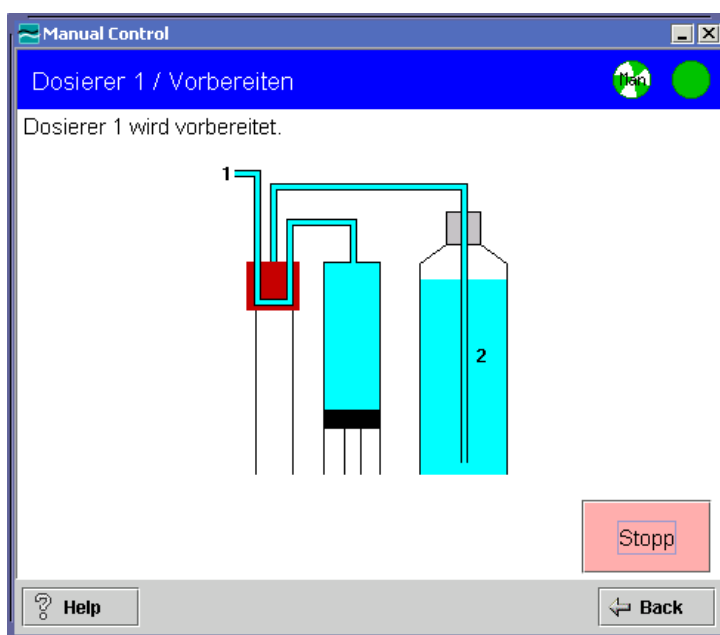 Manual Control
Dosierer 1 / Vorbereiten
Man
Dosierer 1 wird vorbereitet.
1
2
Stopp
? Help
Back